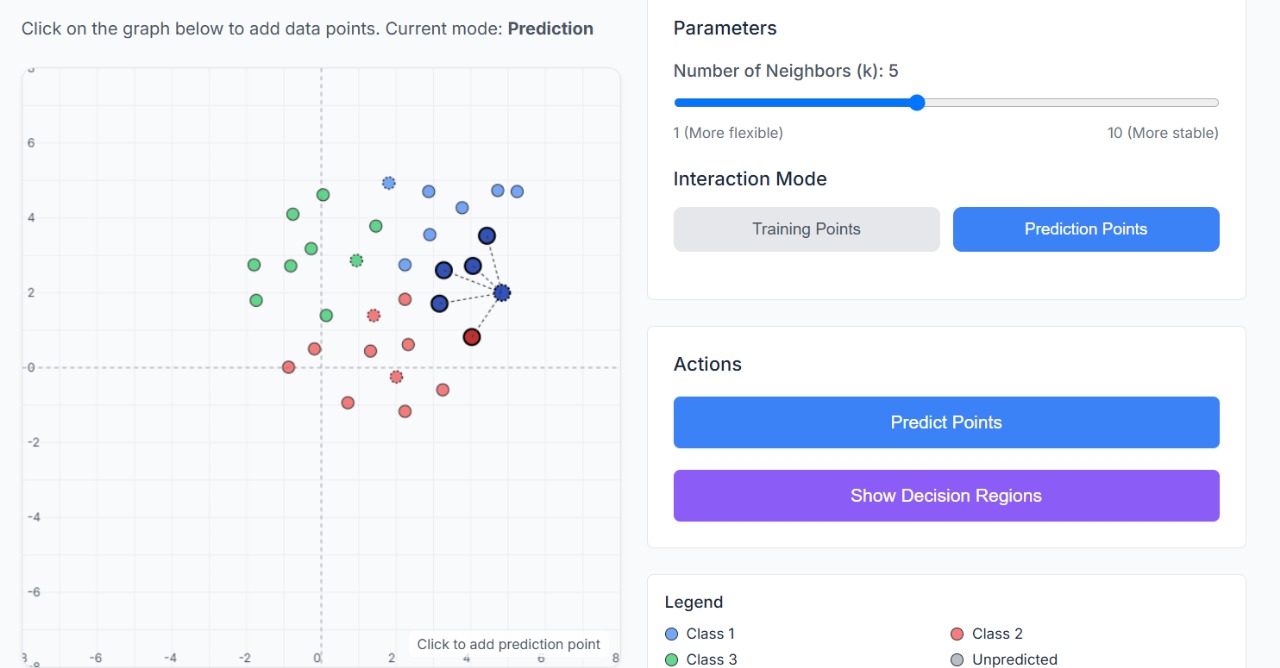 Click on the graph below to add data points. Current mode: Prediction
6
4
2
0
-2
-4
-6
-6 -4 -2 0 2 4 6 8
Click to add prediction point
Parameters
Number of Neighbors (k): 5
1 (More flexible) 10 (More stable)
Interaction Mode
Training Points Prediction Points
Actions
Predict Points
Show Decision Regions
Legend
Class 1 Class 2
Class 3 Unpredicted